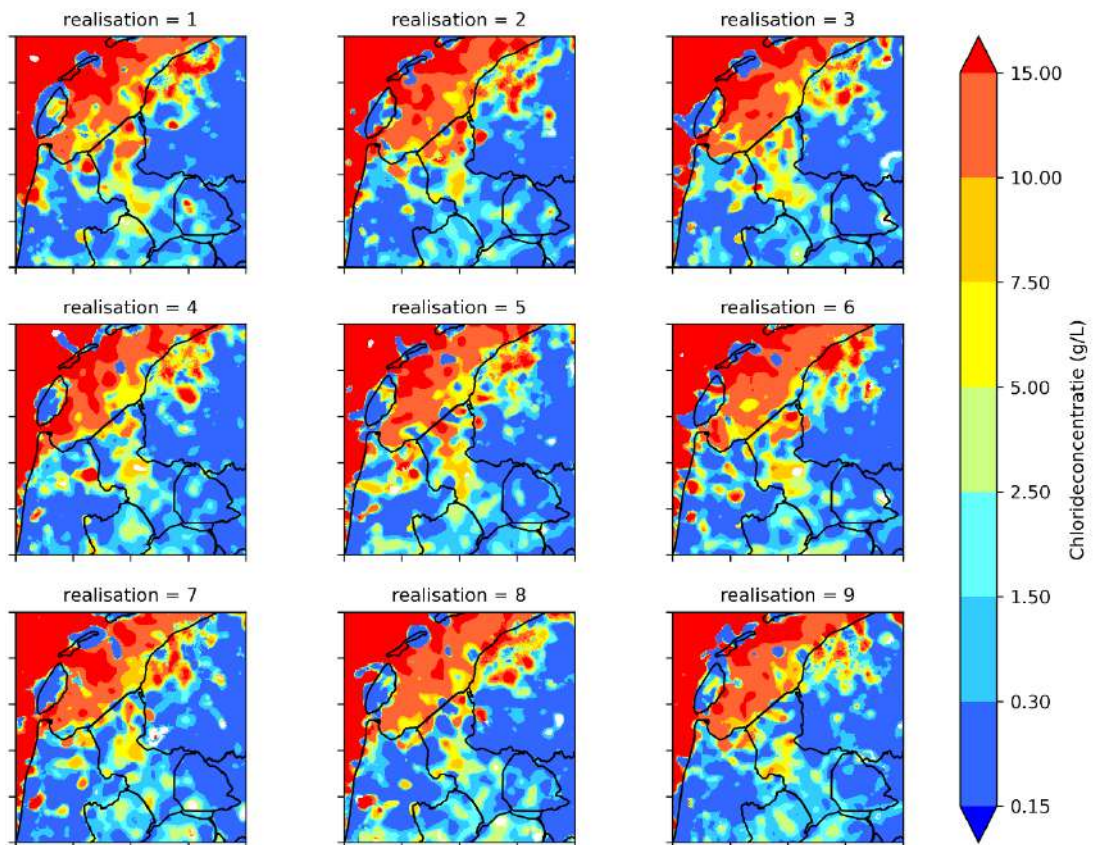 realisation = 1
realisation = 2
realisation = 3
realisation = 4
realisation = 5
realisation = 6
realisation = 7
realisation = 8
realisation = 9
15.00
10.00
7.50
5.00
2.50
1.50
0.30
0.15
Chlorideconcentratie (g/L)